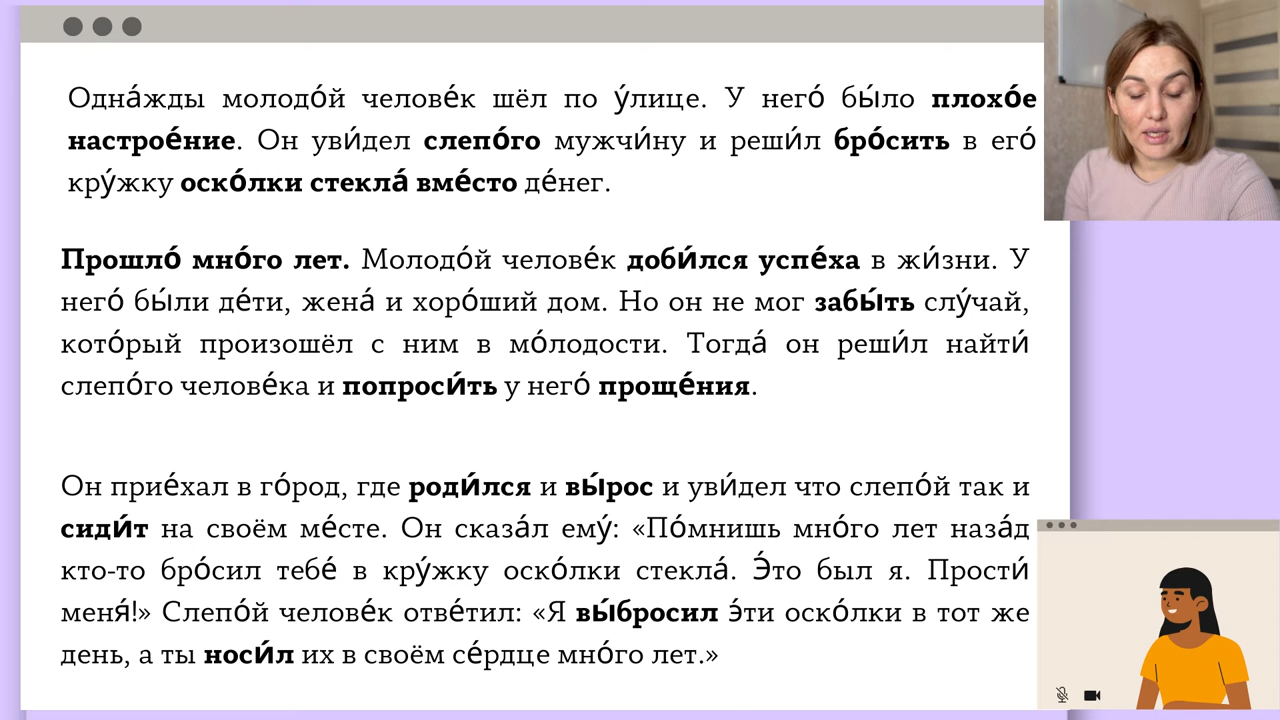 Одна́жды молодо́й челове́к шёл по у́лице. У него́ бы́ло плохо́е
настрое́ние. Он уви́дел слепо́го мужчи́ну и реши́л бро́сить в его́
кру́жку оско́лки стекла́ вме́сто де́нег.
Прошло́ мно́го лет. Молодо́й челове́к доби́лся успе́ха в жи́зни. У
него́ бы́ли де́ти, жена́ и хоро́ший дом. Но он не мог забы́ть слу́чай,
кото́рый произошёл с ним в мо́лодости. Тогда́ он реши́л найти́
слепо́го челове́ка и попроси́ть у него́ проще́ния.
Он прие́хал в го́род, где роди́лся и вы́рос и уви́дел что слепо́й так и
сиди́т на своём ме́сте. Он сказа́л ему́: «По́мнишь мно́го лет наза́д
кто-то бро́сил тебе́ в кру́жку оско́лки стекла́. Э́то был я. Прости́
меня́!» Слепо́й челове́к отве́тил: «Я вы́бросил э́ти оско́лки в тот же
день, а ты носи́л их в своём се́рдце мно́го лет.»